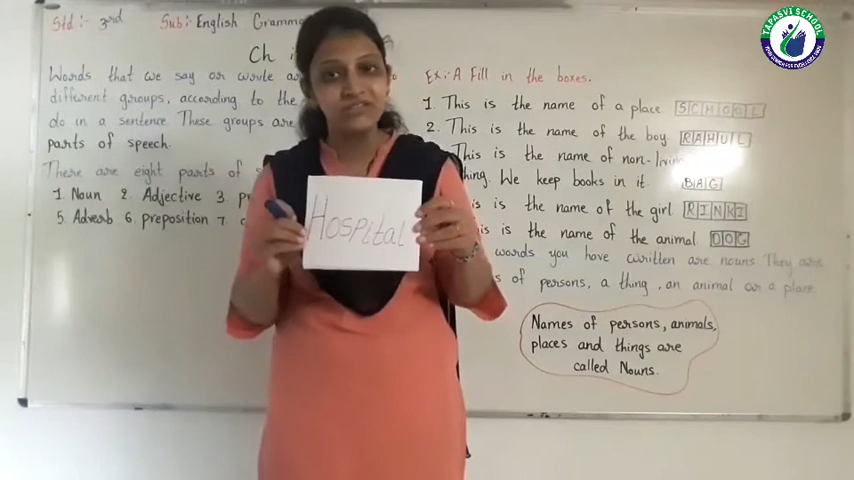 TAPASVI SCHOOL
Std:- 3rd Sub:- English Gramma
Ch
Words that we say or write a
different groups, according to the
do in a sentence. These groups are
parts of speech.
There are eight parts of s
1. Noun 2. Adjective 3. p
5. Adverb 6. preposition 7.
Hospital
Ex:- A Fill in the boxes.
1. This is the name of a place. SCHOOL
2. This is the name of the boy. RAHUL
This is the name of non-living
thing. We keep books in it. BAG
is is the name of the girl. RINKI
is is the name of the animal. DOG
words you have written are nouns They are
s of persons, a thing, an animal or a place.
Names of persons, animals,
places and things are
called Nouns.